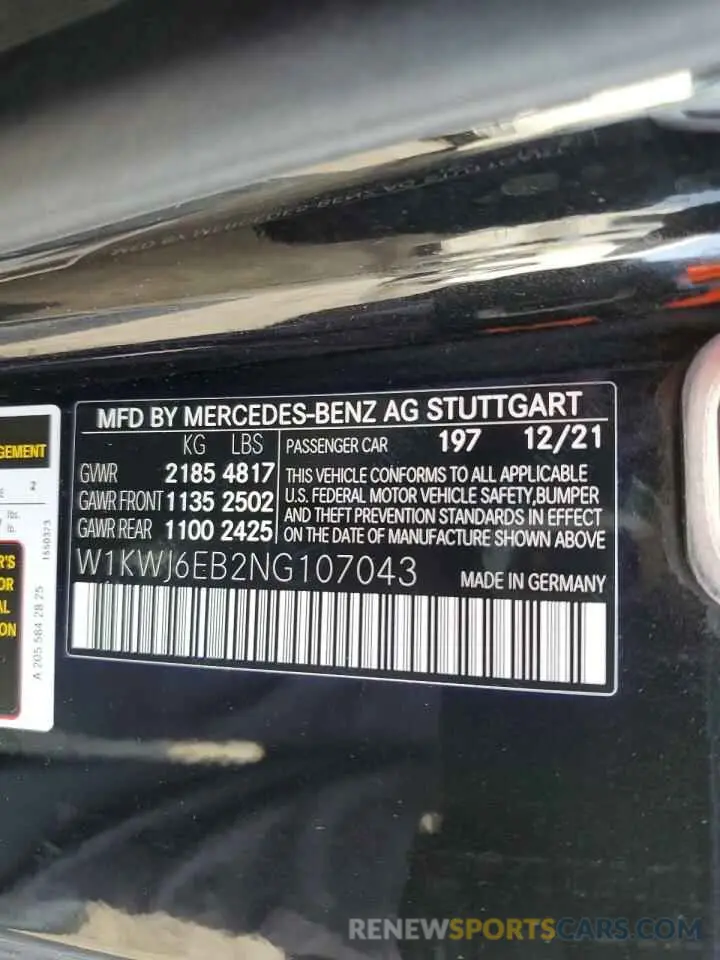 MFD BY MERCEDES-BENZ AG STUTTGART
KG LBS
GVWR 2185 4817
GAWR FRONT 1135 2502
GAWR REAR 1100 2425
PASSENGER CAR 197 12/21
THIS VEHICLE CONFORMS TO ALL APPLICABLE
U.S. FEDERAL MOTOR VEHICLE SAFETY,BUMPER
AND THEFT PREVENTION STANDARDS IN EFFECT
ON THE DATE OF MANUFACTURE SHOWN ABOVE
W1KWJ6EB2NG107043 MADE IN GERMANY
A 205 584 28 25
1550373
RENEWSPORTSCARS.COM